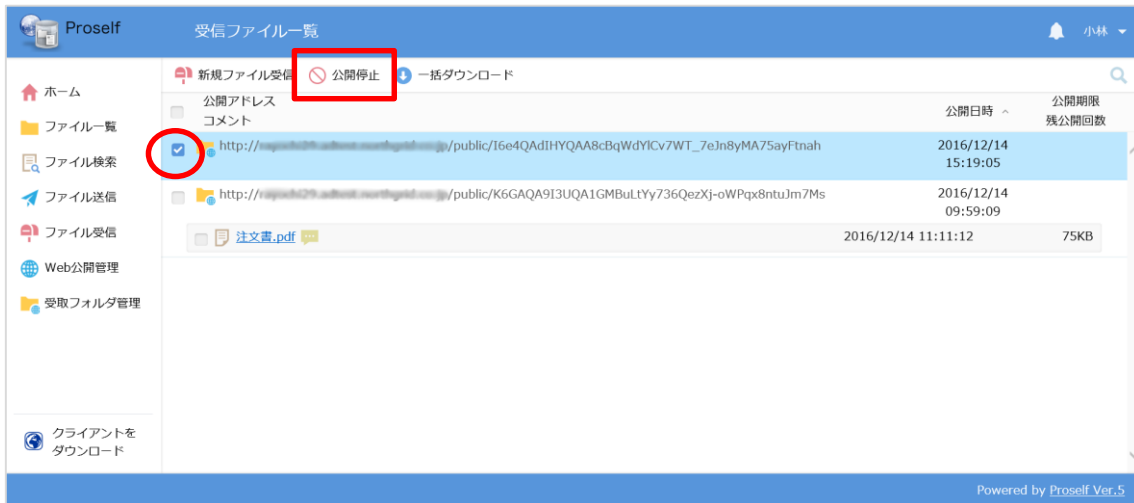 Proself
受信ファイル一覧
小林
新規ファイル受信
公開停止
一括ダウンロード
ホーム
ファイル一覧
ファイル検索
ファイル送信
ファイル受信
Web公開管理
受取フォルダ管理
クライアントを
ダウンロード
公開アドレス
コメント
公開日時
公開期限
残公開回数
http:// /public/I6e4QAdIHYQAA8cBqWdYlCv7WT_7eJn8yMA75sayFtnah
2016/12/14
15:19:05
http:// /public/K6GAQA9I3UQA1GMBuLtYy736QezXj-oWPqx8ntuJm7Ms
2016/12/14
09:59:09
注文書.pdf
2016/12/14 11:11:12
75KB
Powered by Proself Ver.5